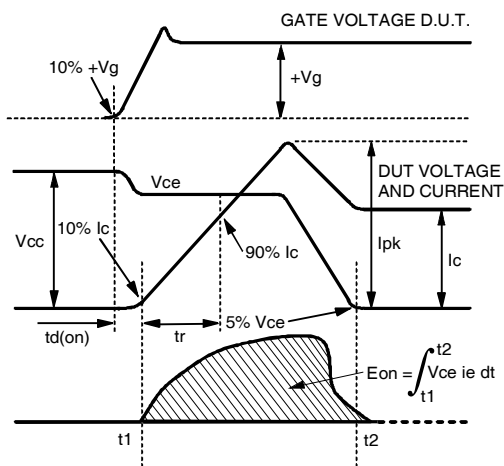 GATE VOLTAGE D.U.T.
10% +Vg
+Vg
Vce
DUT VOLTAGE
AND CURRENT
Vcc
10% Ic
90% Ic
Ipk
Ic
td(on)
tr
5% Vce
Eon = ∫ Vce ie dt
t2
t1
t1
t2